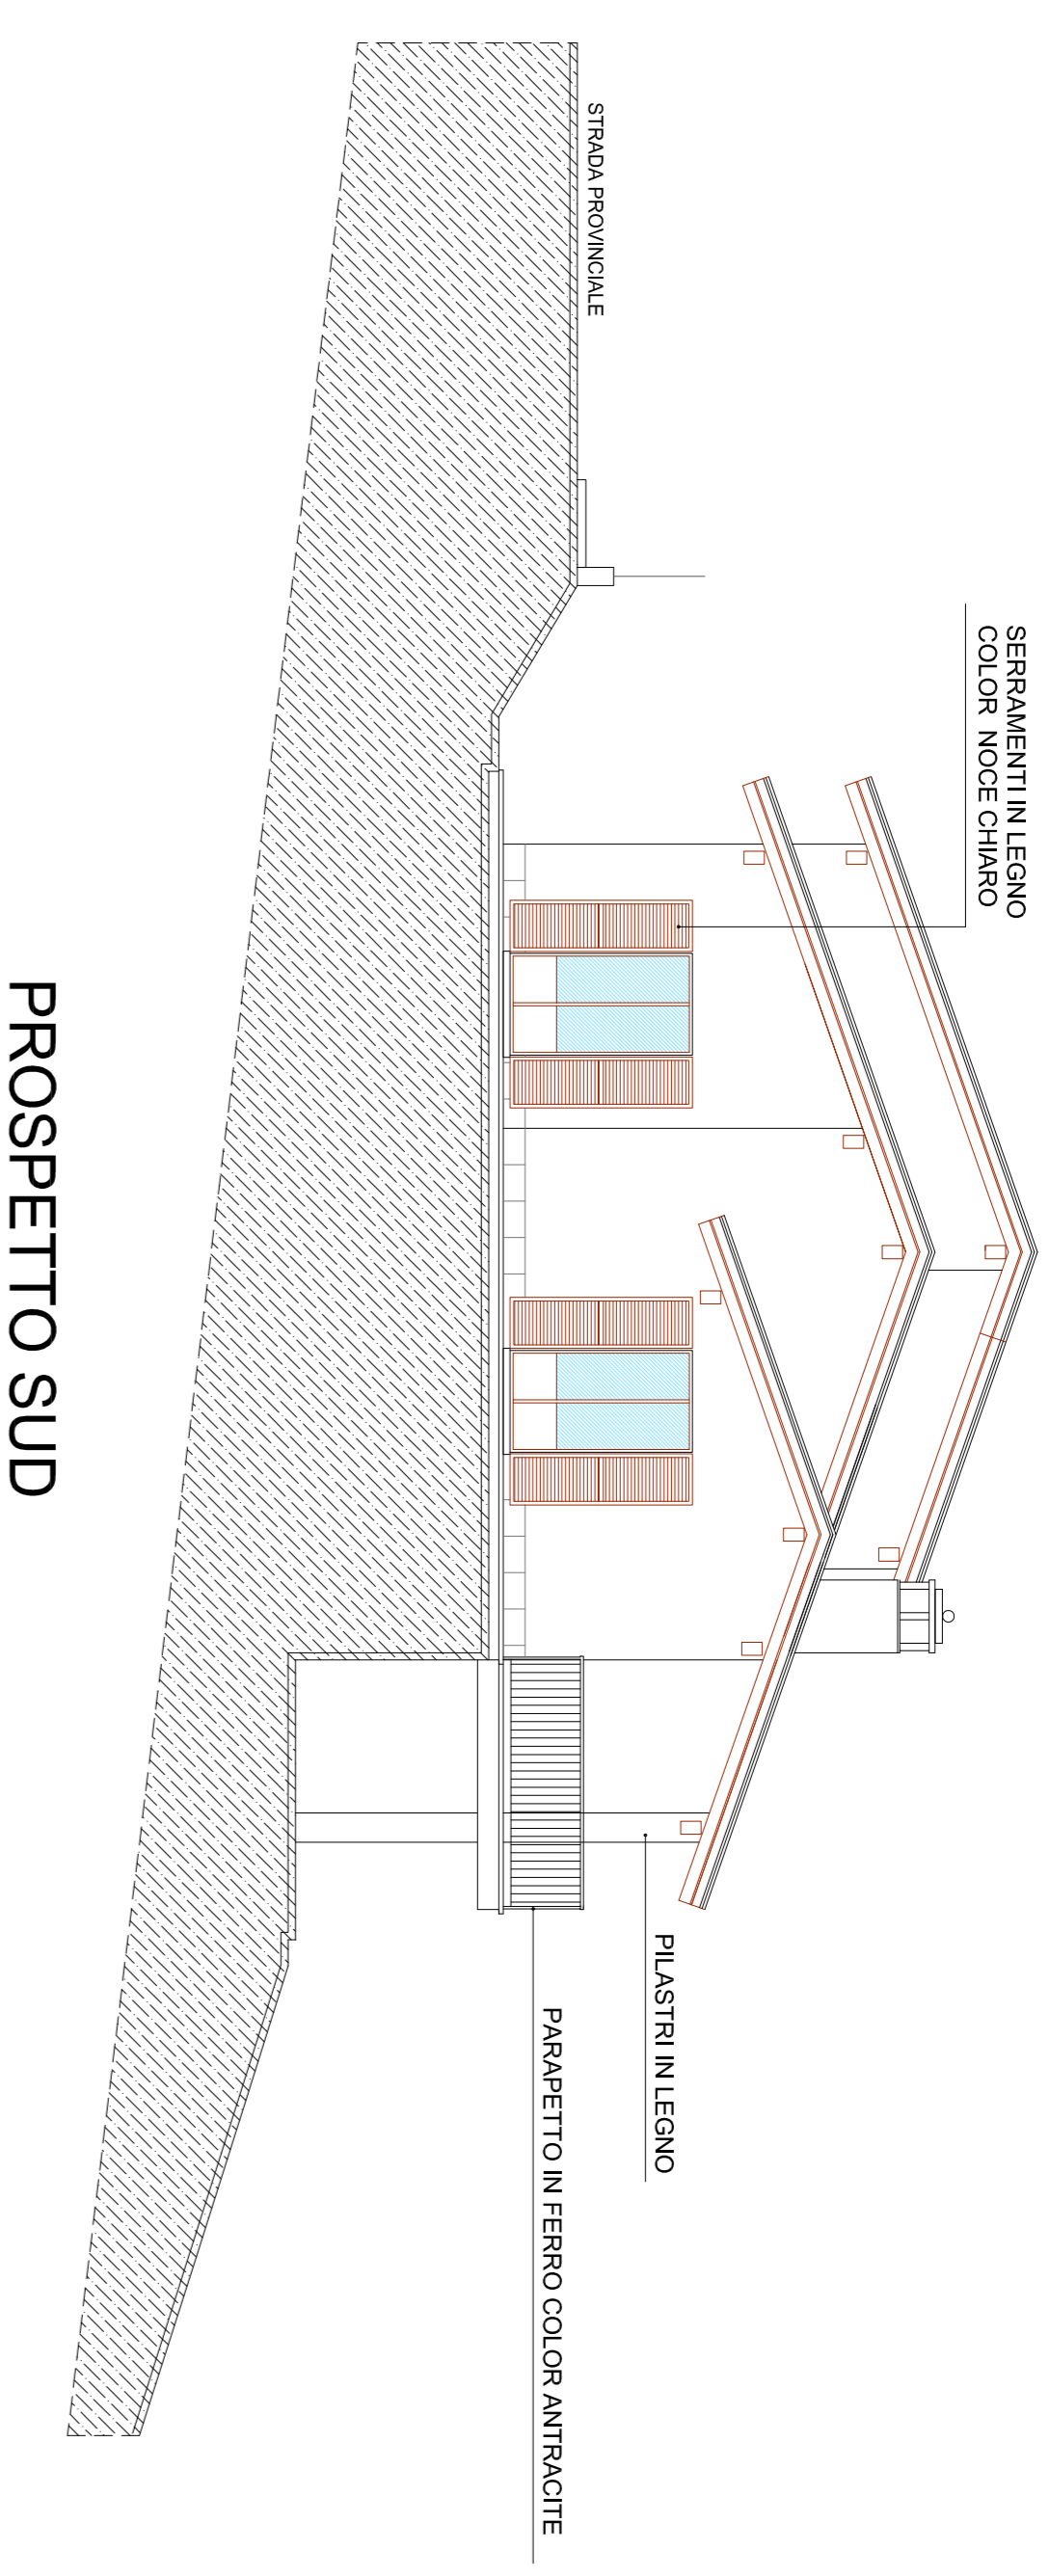 SERRAMENTI IN LEGNO
COLOR NOCE CHIARO
STRADA PROVINCIALE
PILASTRI IN LEGNO
PARAPETTO IN FERRO COLOR ANTRACITE
PROSPETTO SUD